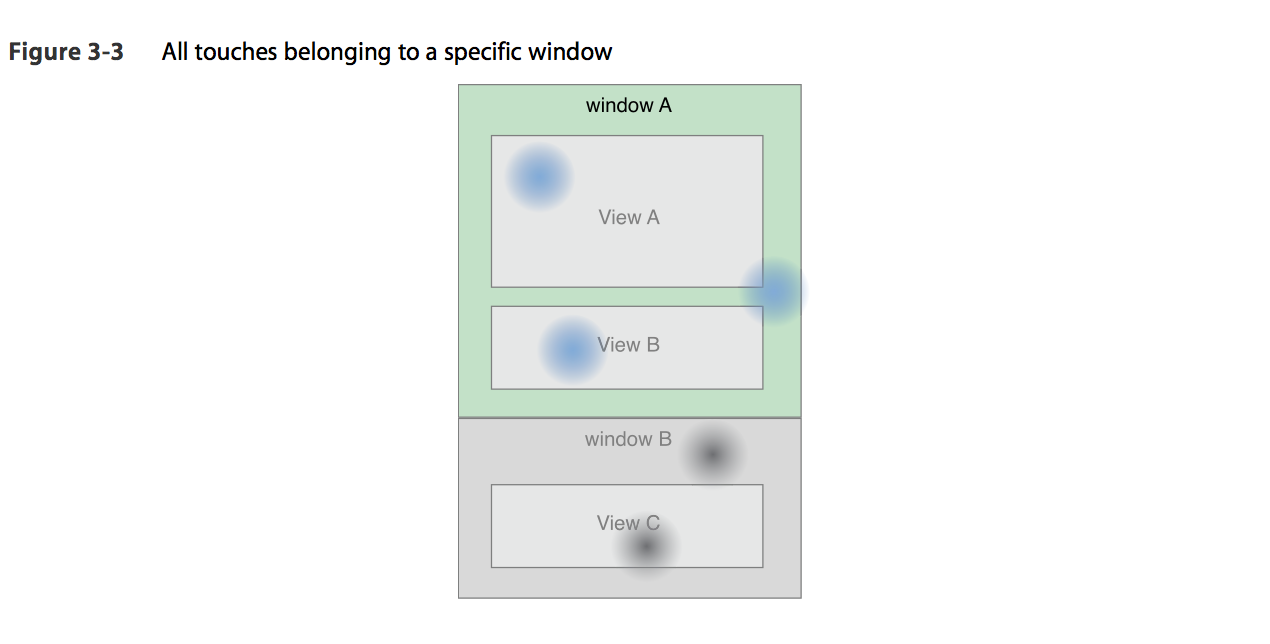 Figure 3-3 All touches belonging to a specific window
window A
View A
View B
window B
View C